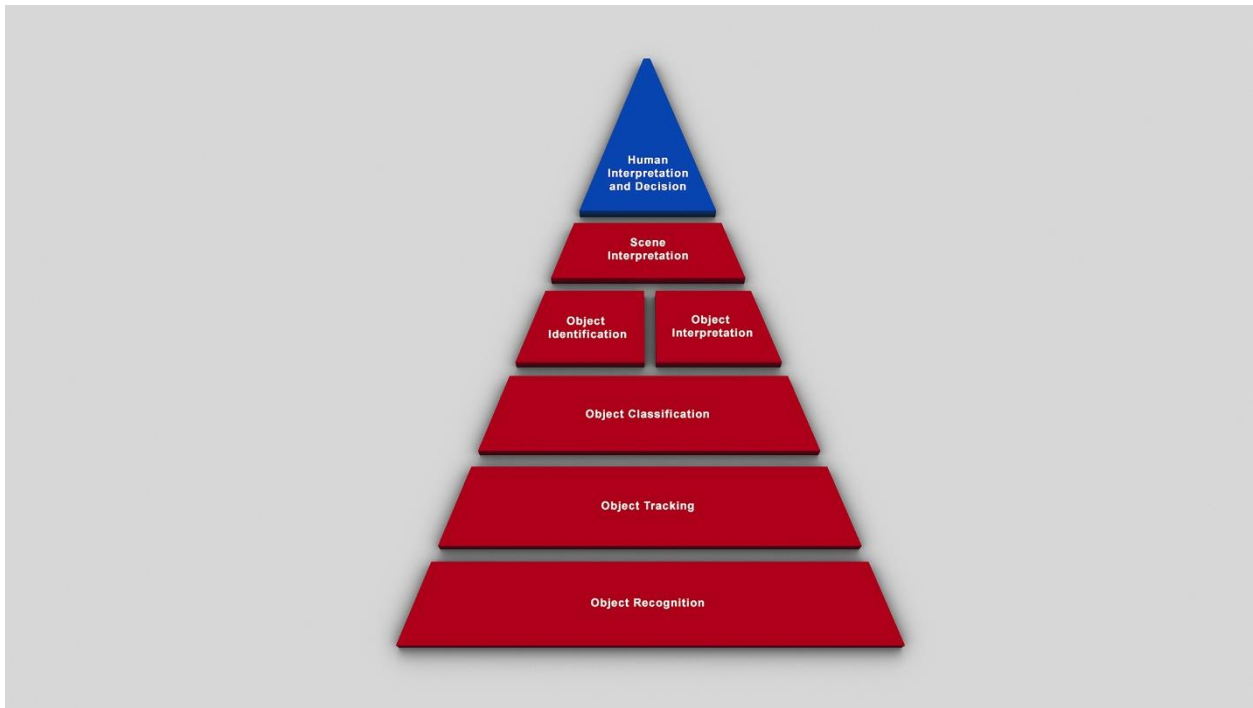 Human
Interpretation
and Decision
Scene
Interpretation
Object
Identification
Object
Interpretation
Object Classification
Object Tracking
Object Recognition